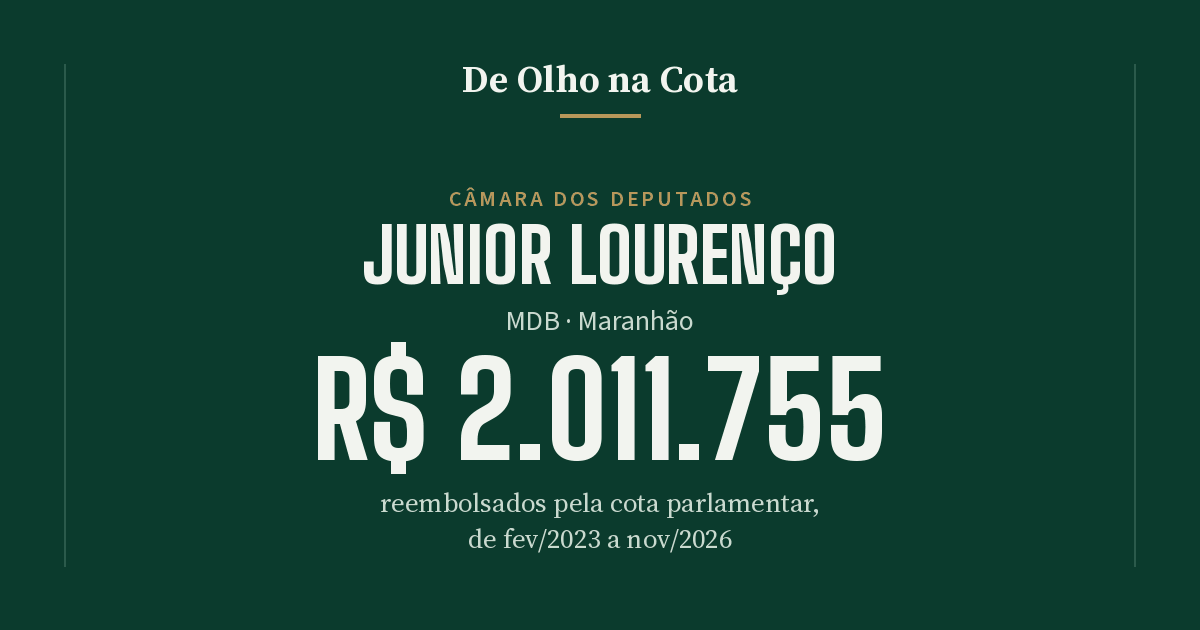 De Olho na Cota
CÂMARA DOS DEPUTADOS
JUNIOR LOURENÇO
MDB · Maranhão
R$ 2.011.755
reembolsados pela cota parlamentar,
de fev/2023 a nov/2026